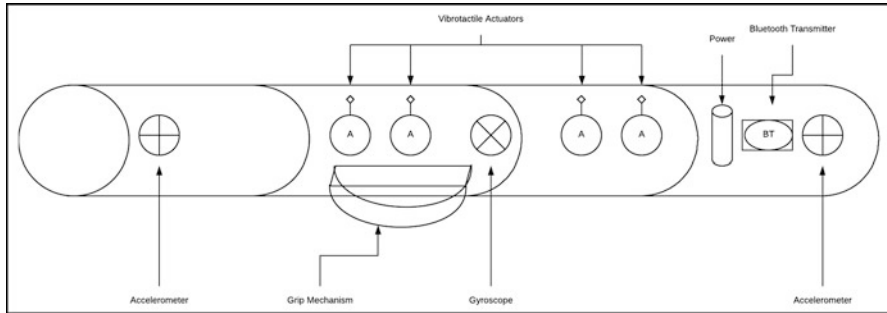 Vibrotactile Actuators
Bluetooth Transmitter
Power
A
A
A
A
BT
Accelerometer
Grip Mechanism
Gyroscope
Accelerometer